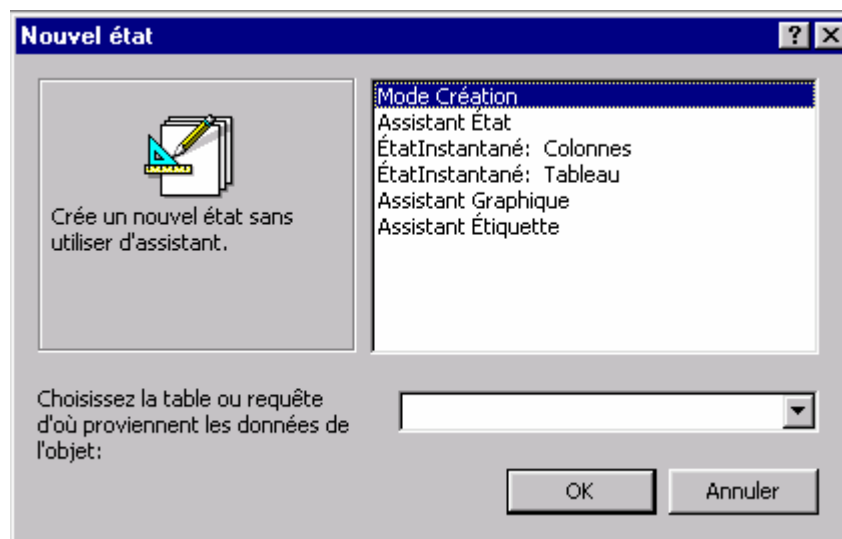 Nouvel état
Mode Création
Assistant État
ÉtatInstantané: Colonnes
ÉtatInstantané: Tableau
Assistant Graphique
Assistant Étiquette
Crée un nouvel état sans
utiliser d'assistant.
Choisissez la table ou requête
d'où proviennent les données de
l'objet:
OK
Annuler